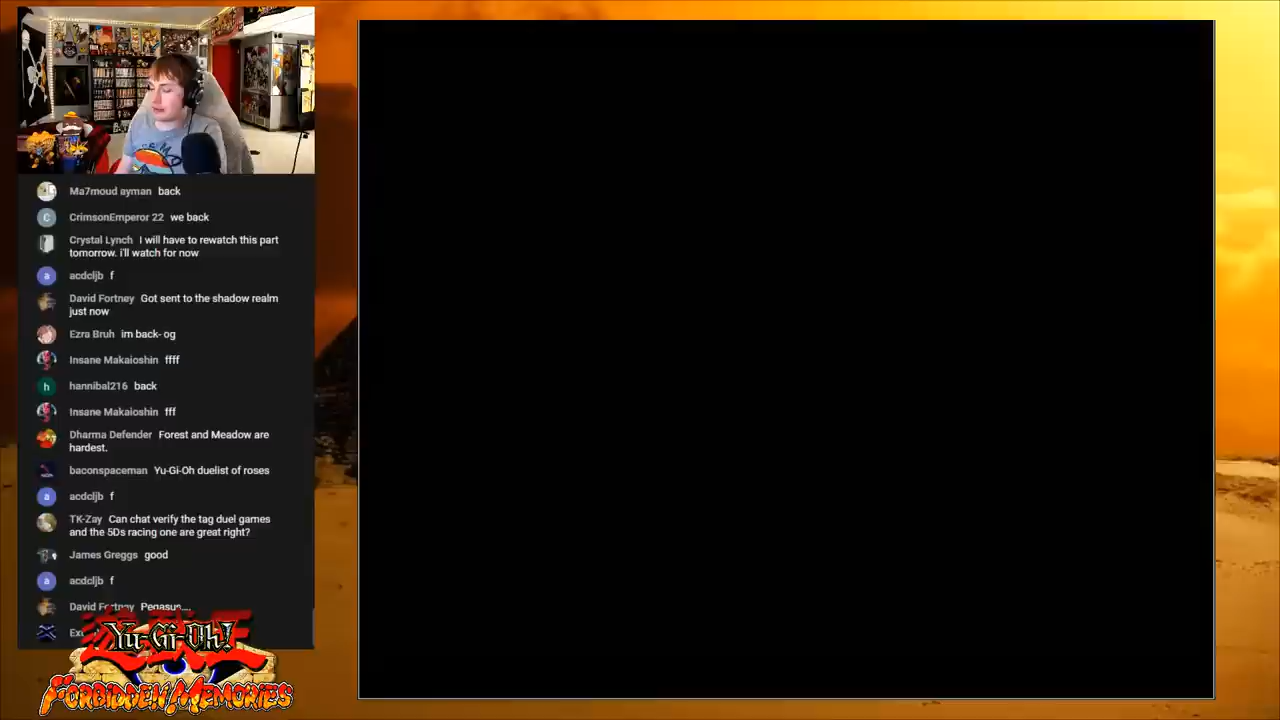 Ma7moud ayman back
CrimsonEmperor 22 we back
Crystal Lynch I will have to rewatch this part
tomorrow. i'll watch for now
acdcljb f
David Fortney Got sent to the shadow realm
just now
Ezra Bruh im back- og
Insane Makaioshin ffff
hannibal216 back
Insane Makaioshin fff
Dharma Defender Forest and Meadow are
hardest.
baconspaceman Yu-Gi-Oh duelist of roses
acdcljb f
TK-Zay Can chat verify the tag duel games
and the 5Ds racing one are great right?
James Greggs good
acdcljb f
David Fortney Pegasus....
Yu-Gi-Oh!
FORBIDDEN MEMORIES